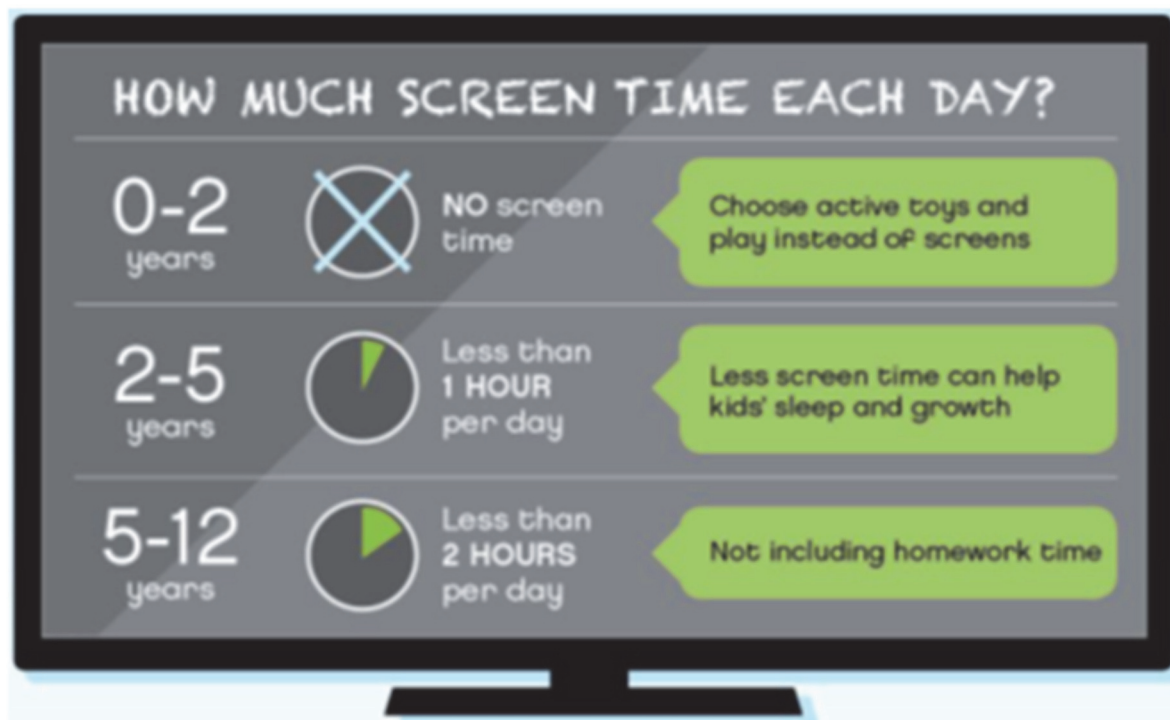 HOW MUCH SCREEN TIME EACH DAY?
0-2
years
NO screen
time
Choose active toys and
play instead of screens
2-5
years
Less than
1 HOUR
per day
Less screen time can help
kids' sleep and growth
5-12
years
Less than
2 HOURS
per day
Not including homework time